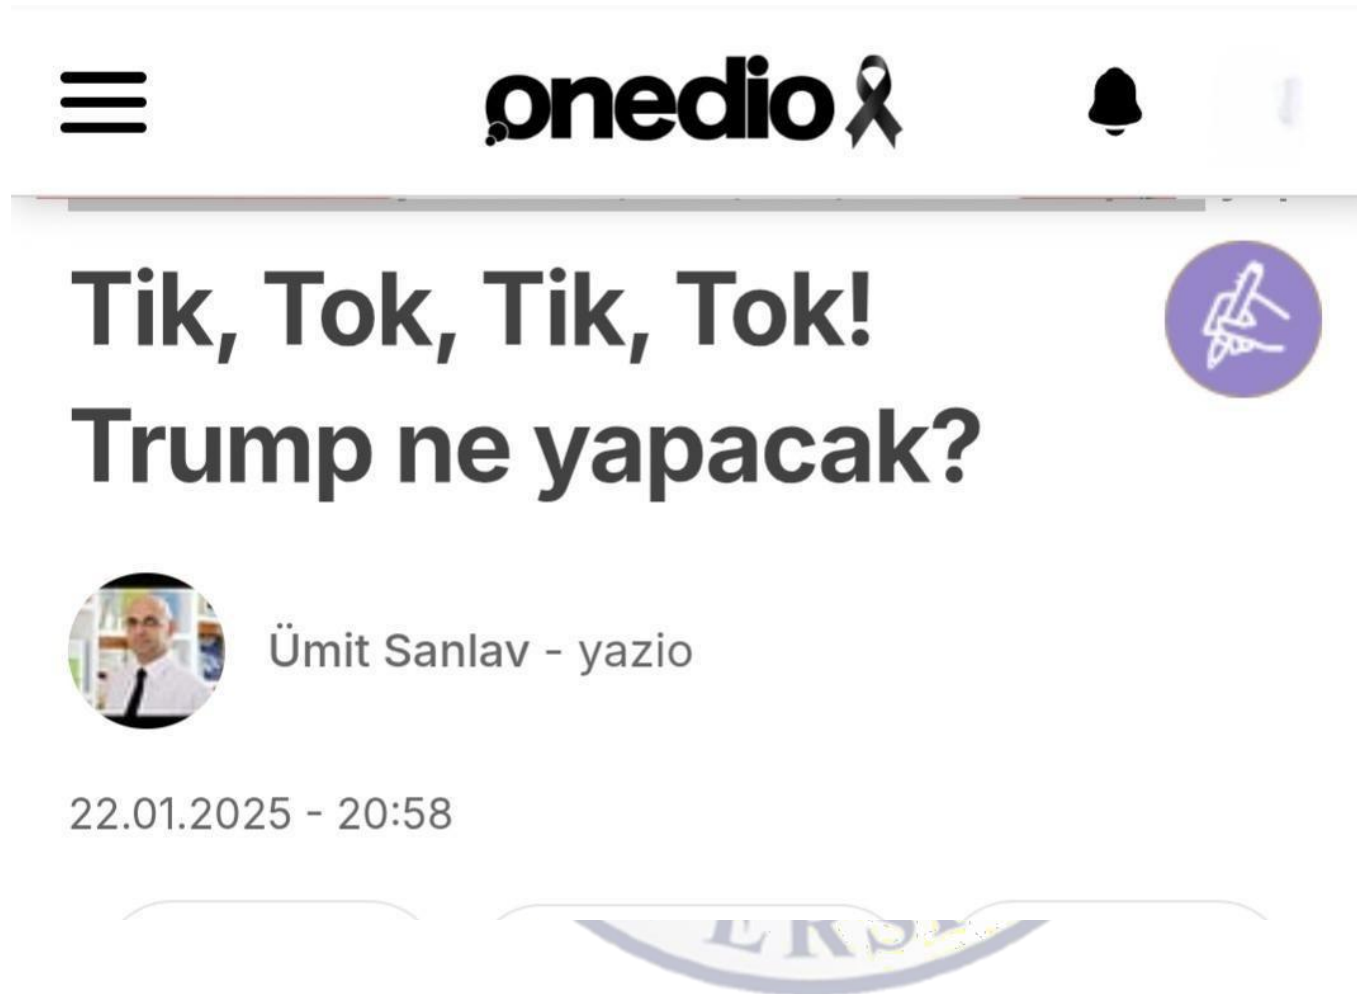 onedio
Tik, Tok, Tik, Tok!
Trump ne yapacak?
Ümit Sanlav - yazio
22.01.2025 - 20:58